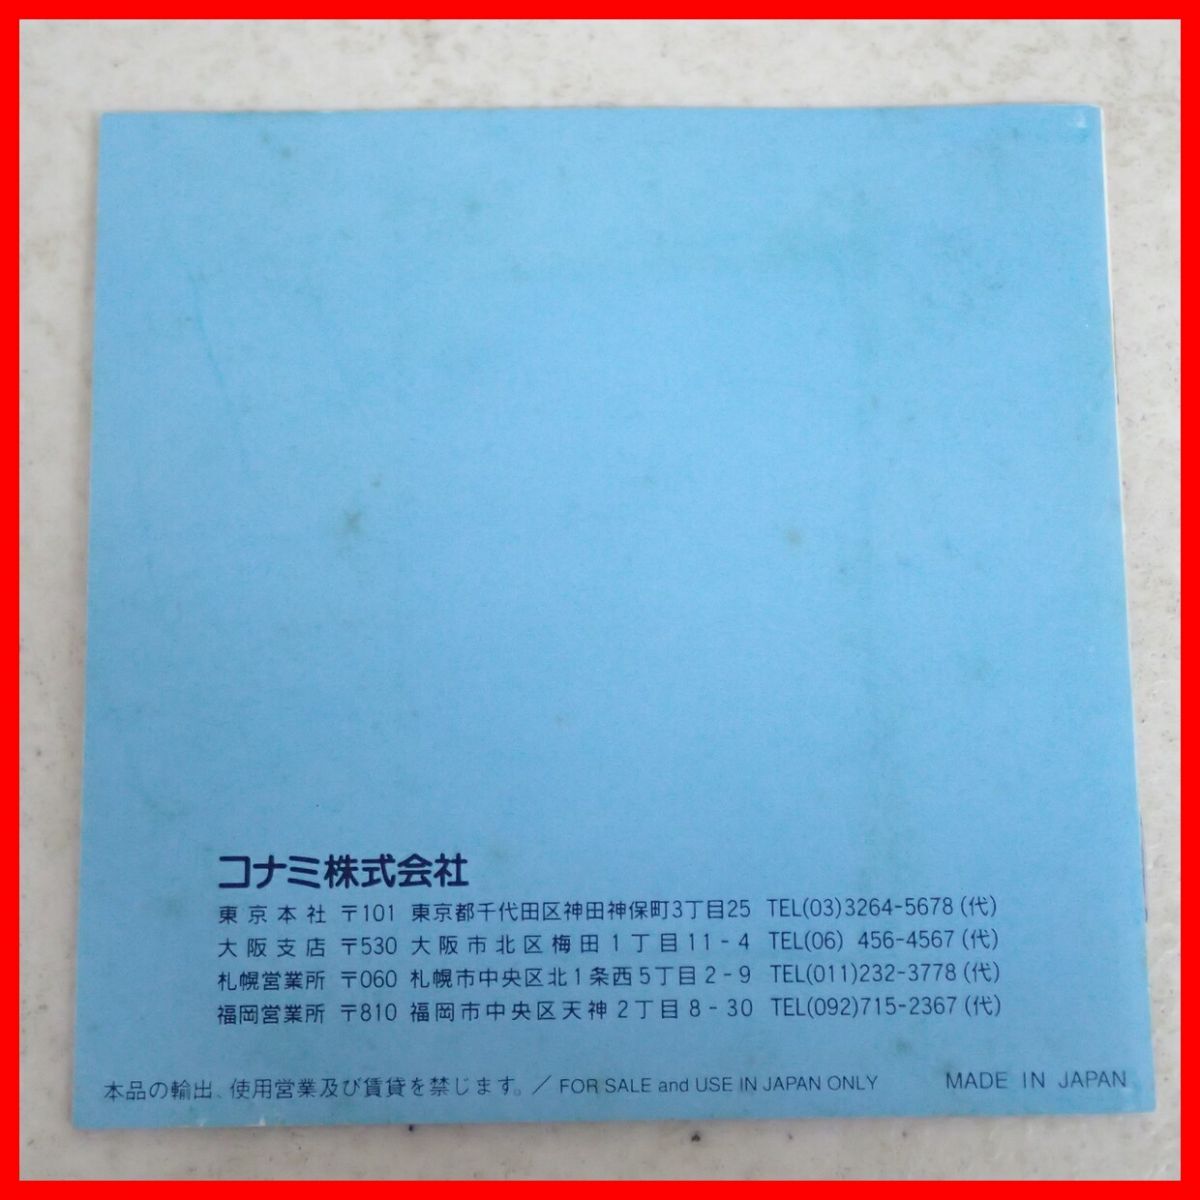 コナミ株式会社
東京本社 〒101 東京都千代田区神田神保町3丁目25 TEL(03)3264-5678(代)
大阪支店 〒530 大阪市北区梅田1丁目11-4 TEL(06) 456-4567(代)
札幌営業所 〒060 札幌市中央区北1条西5丁目2-9 TEL(011)232-3778(代)
福岡営業所 〒810 福岡市中央区天神2丁目8-30 TEL(092)715-2367(代)
本品の輸出、使用営業及び賃貸を禁じます。/ FOR SALE and USE IN JAPAN ONLY MADE IN JAPAN